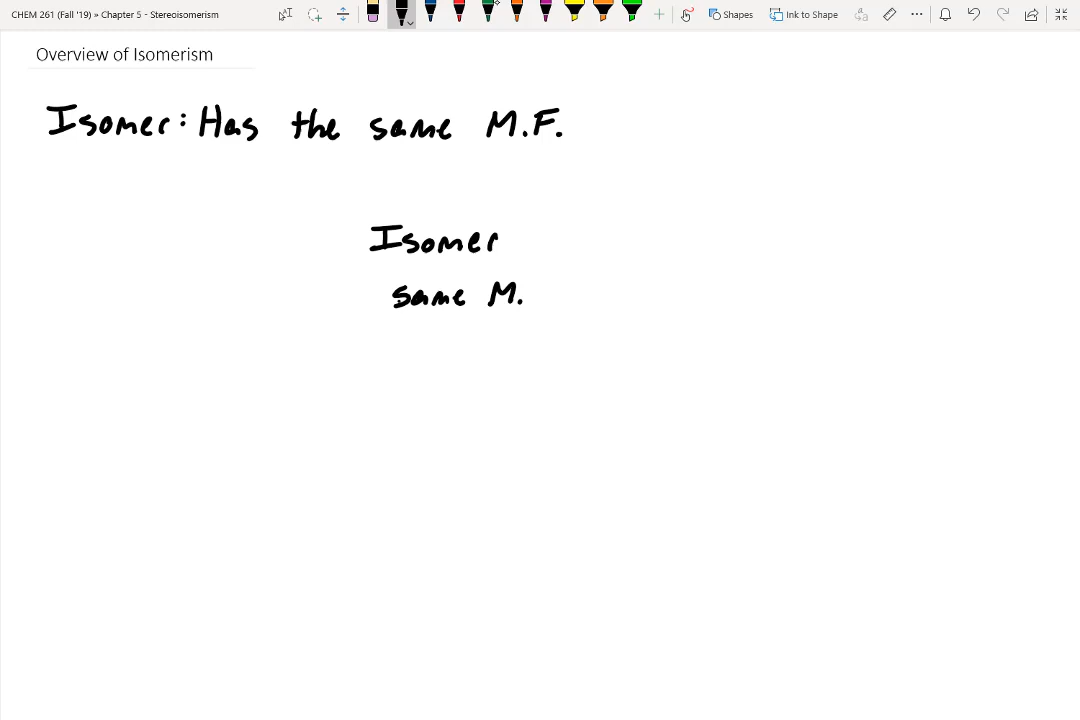 CHEM 261 (Fall '19) » Chapter 5 - Stereoisomerism
Shapes
Ink to Shape
Overview of Isomerism
Isomer: Has the same M.F.
Isomer
same M.